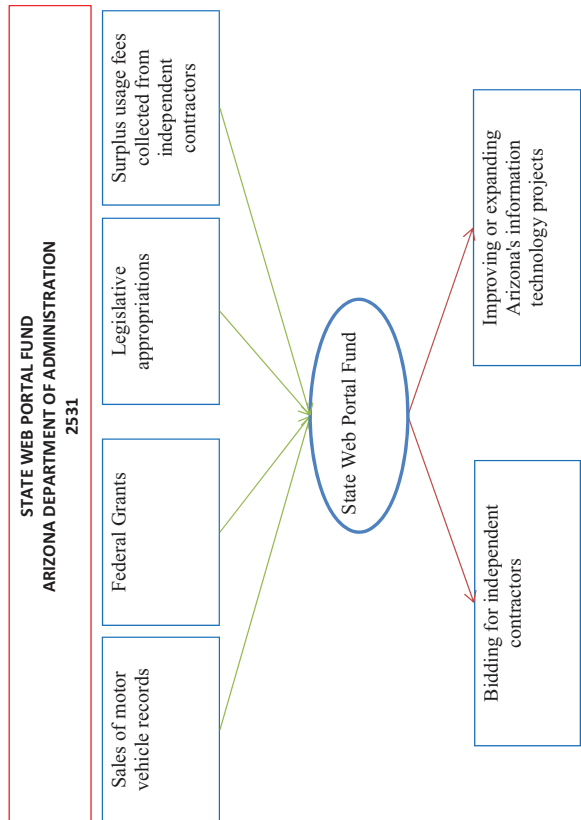 STATE WEB PORTAL FUND
ARIZONA DEPARTMENT OF ADMINISTRATION
2531
Sales of motor
vehicle records
Federal Grants
Legislative
appropriations
Surplus usage fees
collected from
independent
contractors
State Web Portal Fund
Bidding for independent
contractors
Improving or expanding
Arizona's information
technology projects